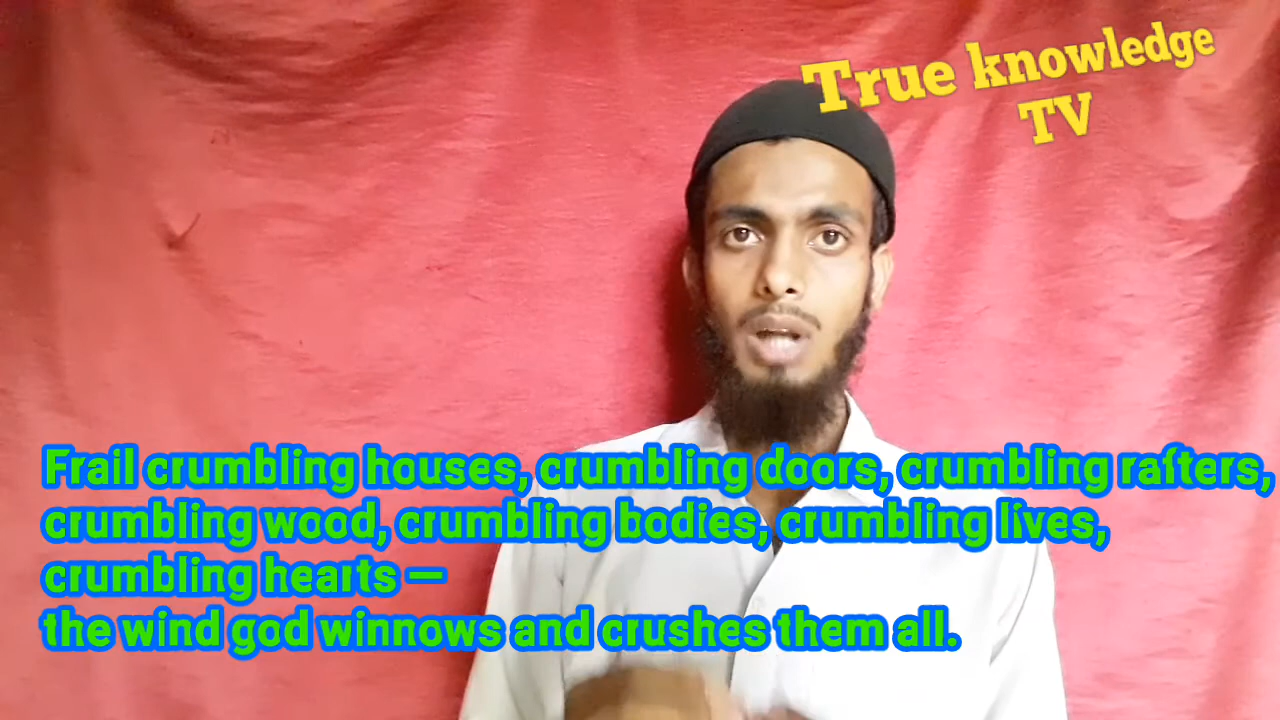 True knowledge
TV
Frail crumbling houses, crumbling doors, crumbling rafters,
crumbling wood, crumbling bodies, crumbling lives,
crumbling hearts —
the wind god winnows and crushes them all.